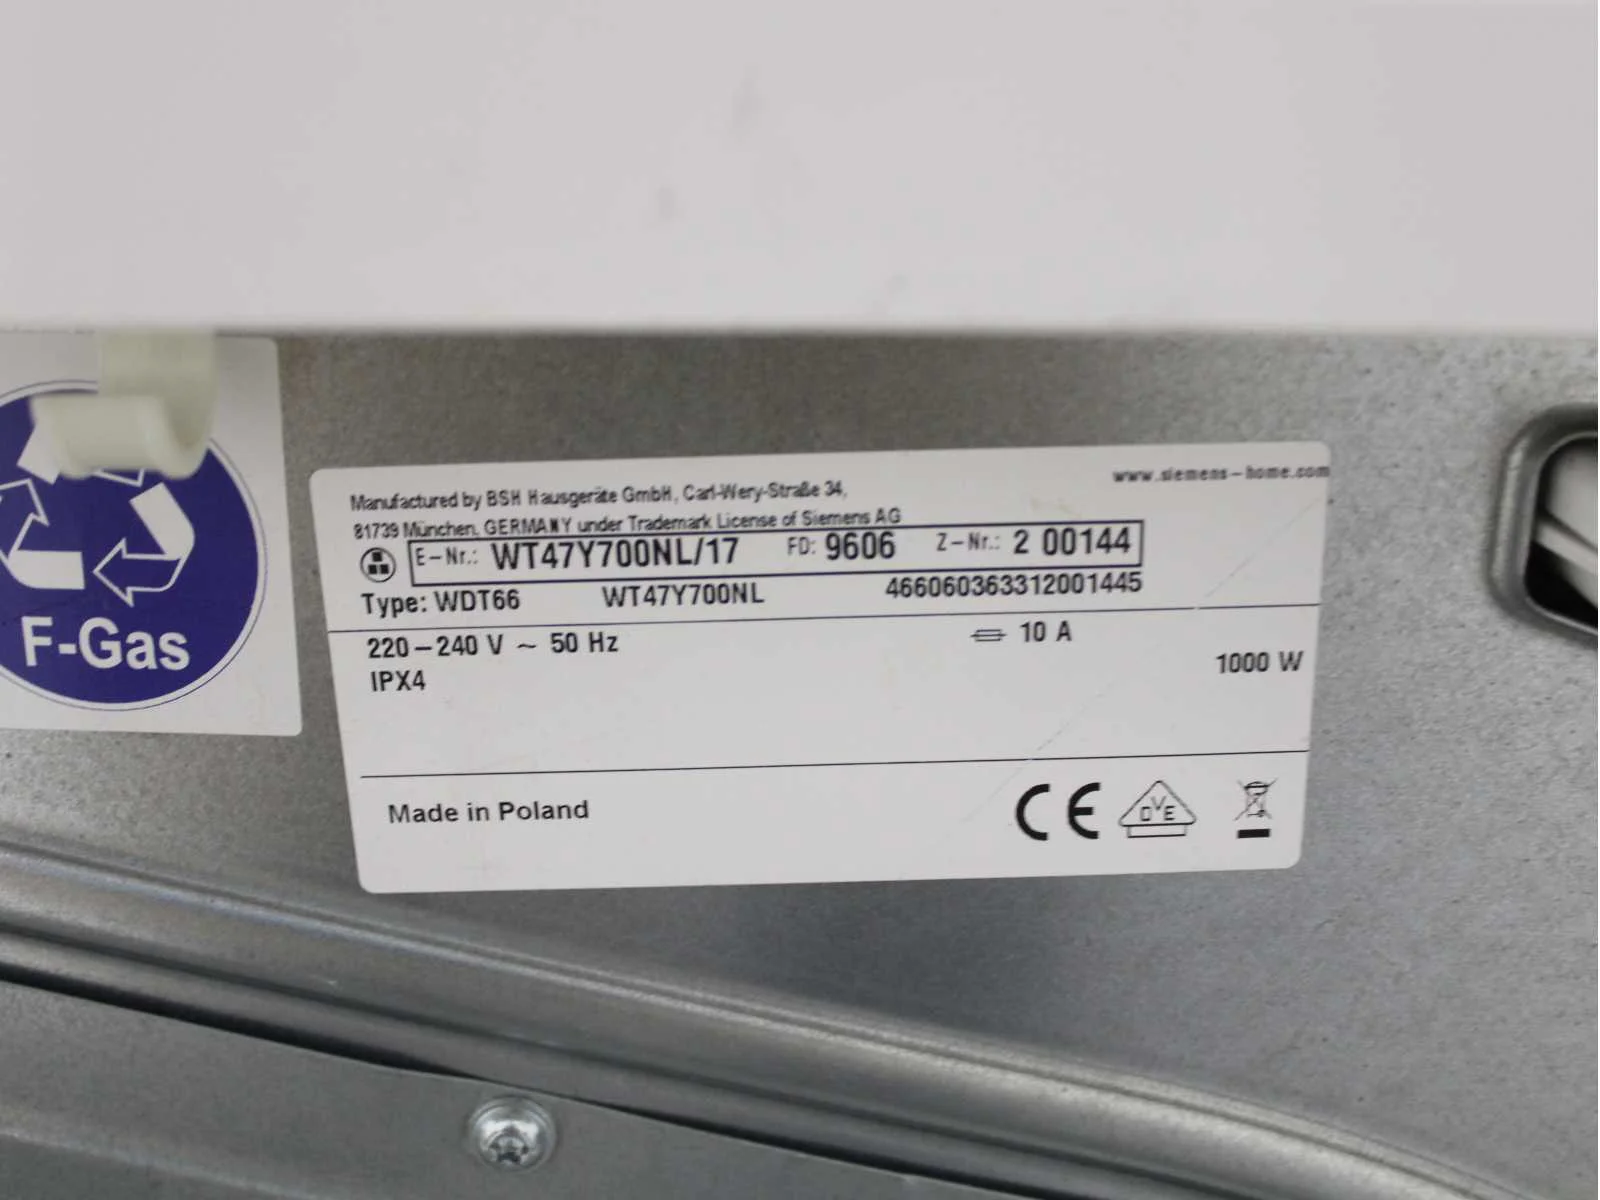 www.siemens-home.com
Manufactured by BSH Hausgeräte GmbH, Carl-Wery-Straße 34,
81739 München, GERMANY under Trademark License of Siemens AG
E-Nr.: WT47Y700NL/17 FD: 9606 Z-Nr.: 2 00144
Type: WDT66 WT47Y700NL 466060363312001445
220-240 V ~ 50 Hz 10 A
1000 W
IPX4
Made in Poland
CE DVE
F-Gas